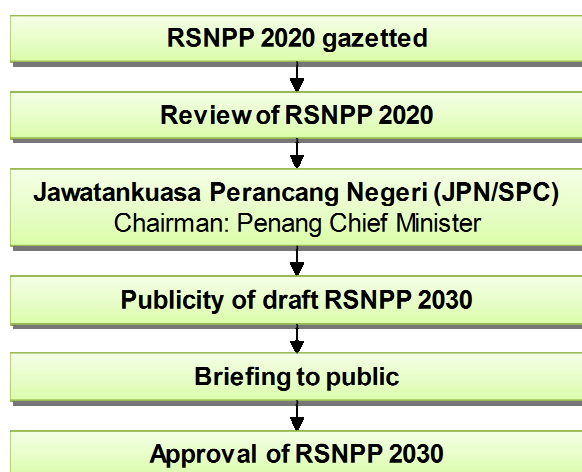 RSNPP 2020 gazetted
Review of RSNPP 2020
Jawatankuasa Perancang Negeri (JPN/SPC)
Chairman: Penang Chief Minister
Publicity of draft RSNPP 2030
Briefing to public
Approval of RSNPP 2030